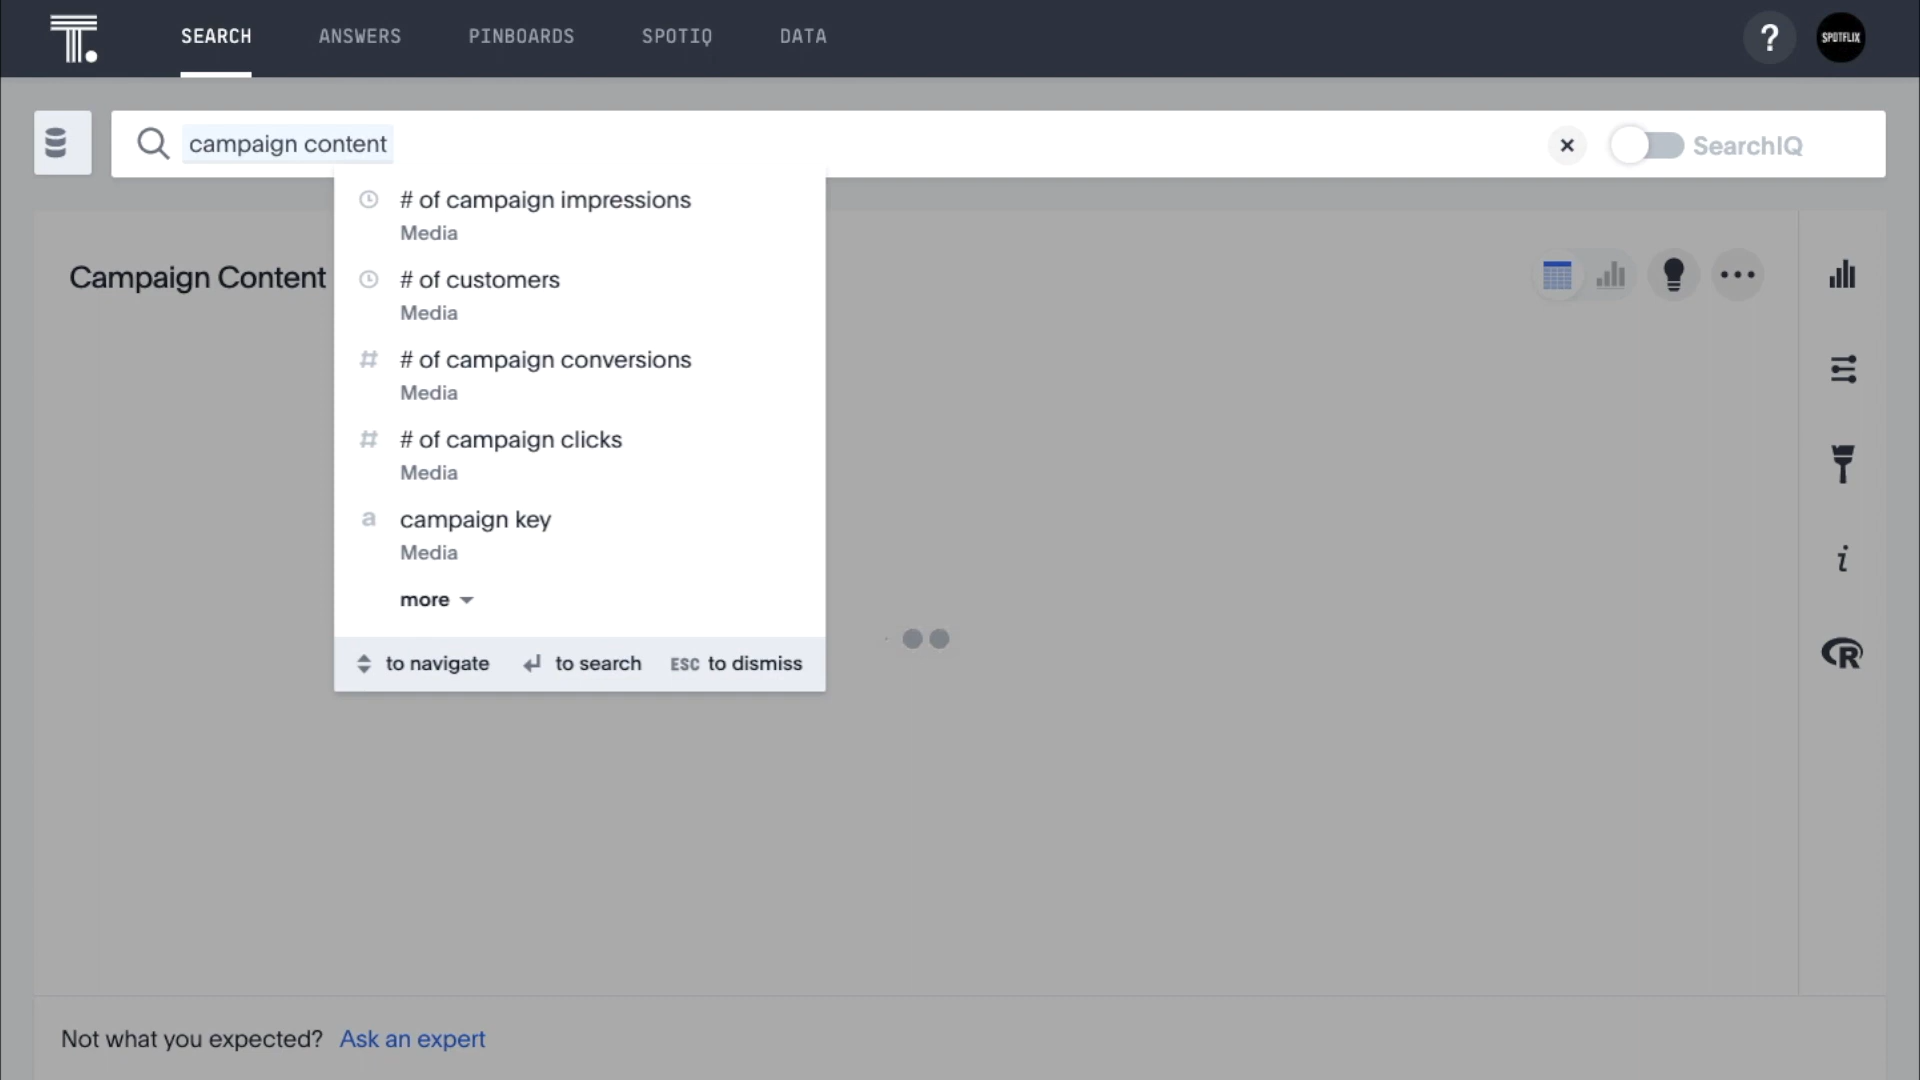 T.
SEARCH ANSWERS PINBOARDS SPOTIQ DATA
?
SPOTFLIX
campaign content
SearchIQ
# of campaign impressions
Media
Campaign Content
# of customers
Media
# of campaign conversions
Media
# of campaign clicks
Media
a campaign key
Media
more
to navigate to search ESC to dismiss
i
R
Not what you expected? Ask an expert